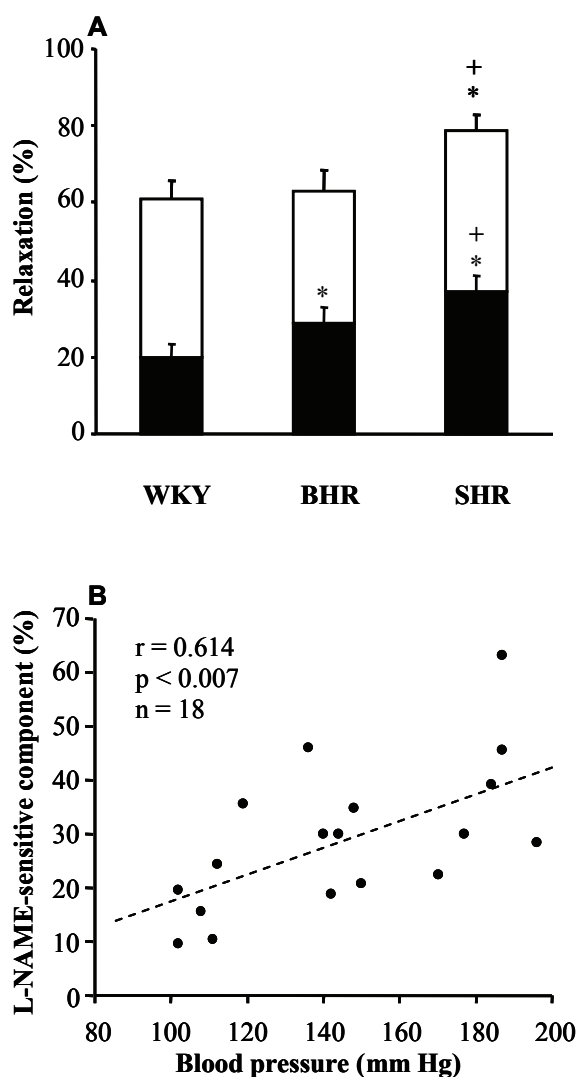 A
100
80
60
40
20
0
Relaxation (%)
+
*
+
*
*
WKY BHR SHR
B
70
60
50
40
30
20
10
0
L-NAME-sensitive component (%)
r = 0.614
p < 0.007
n = 18
80 100 120 140 160 180 200
Blood pressure (mm Hg)